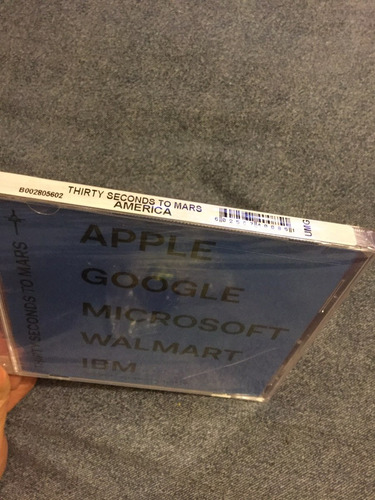 B002805602
THIRTY SECONDS TO MARS
AMERICA
UMG
THIRTY SECONDS TO MARS
APPLE
GOOGLE
MICROSOFT
WALMART
IBM